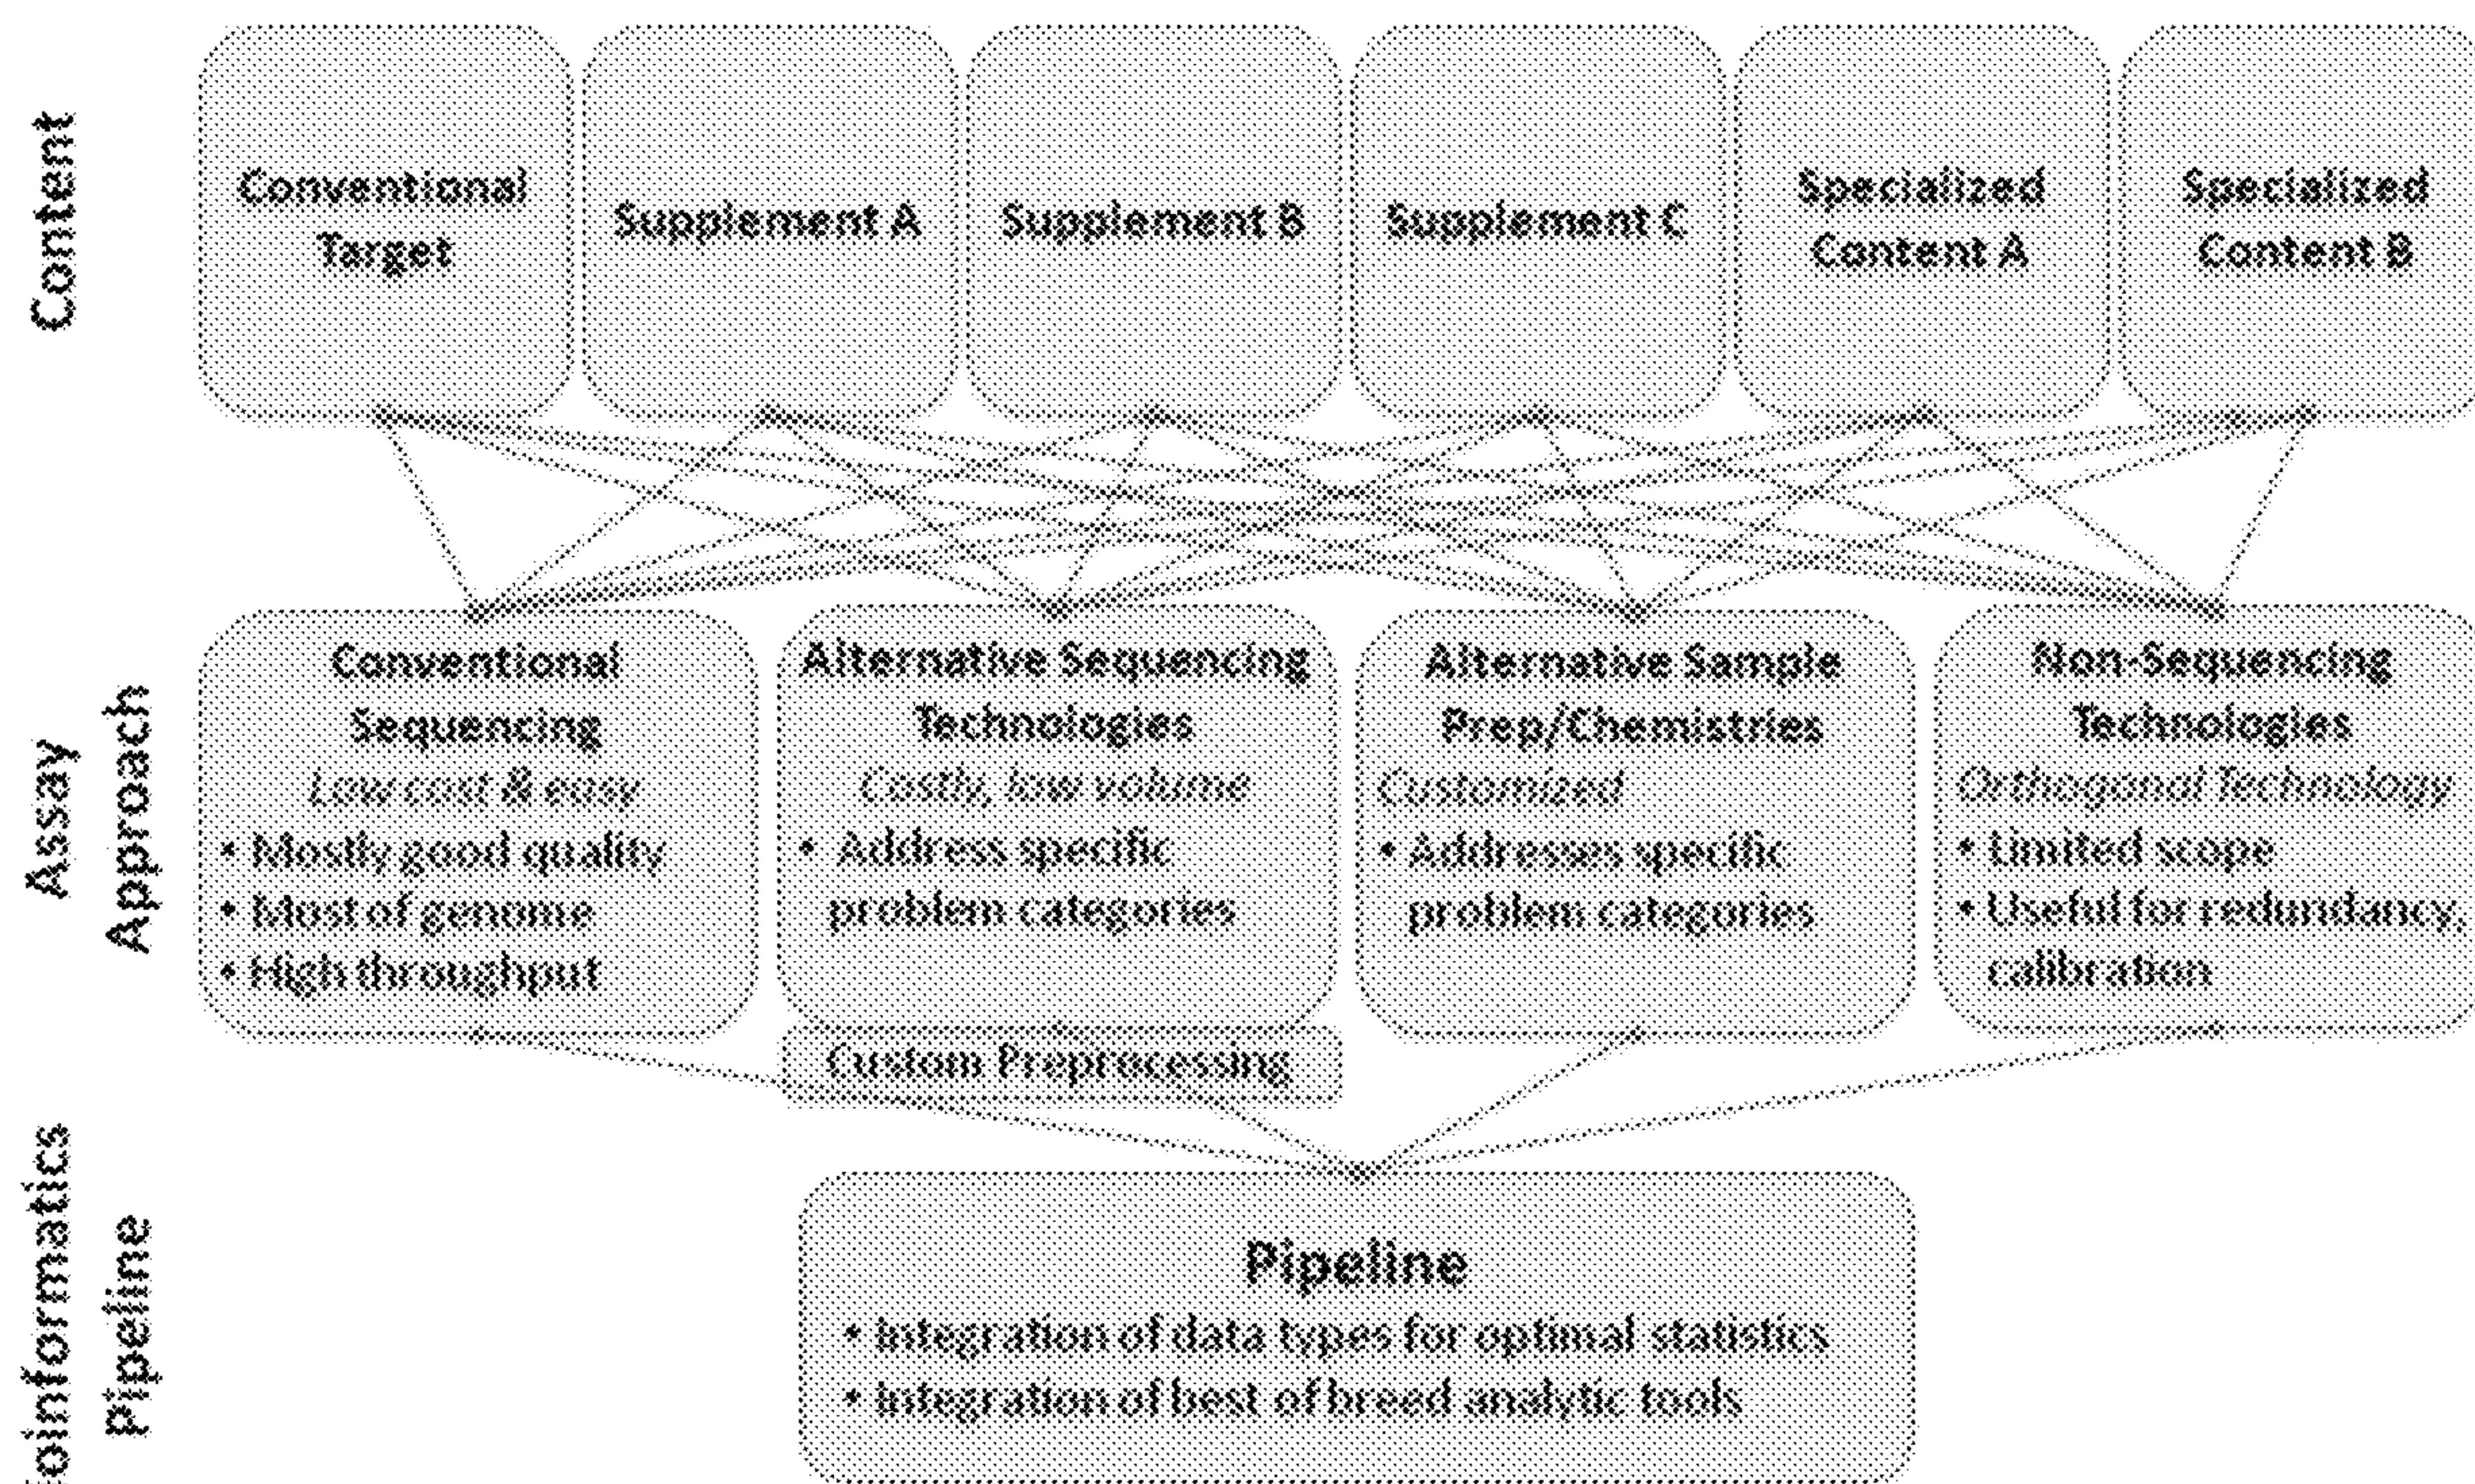 Content
Conventional
Target
Supplement A
Supplement B
Supplement C
Specialized
Content A
Specialized
Content B
Assay
Approach
Conventional
Sequencing
Low cost & easy
• Mostly good quality
• Most of genome
• High throughput
Alternative Sequencing
Technologies
Costly, low volume
• Address specific
problem categories
Custom Preprocessing
Alternative Sample
Prep/Chemistries
Customized
• Addresses specific
problem categories
Non-Sequencing
Technologies
Orthogonal Technology
• Limited scope
• Useful for redundancy,
calibration
oinformatics
Pipeline
Pipeline
• Integration of data types for optimal statistics
• Integration of best of breed analytic tools